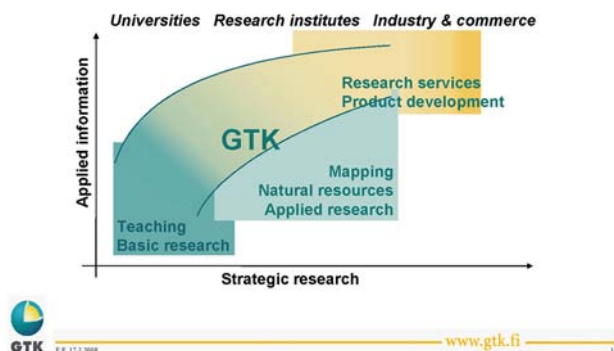 Universities Research institutes Industry & commerce
Applied information
Research services
Product development
GTK
Mapping
Natural resources
Applied research
Teaching
Basic research
Strategic research
GTK
www.gtk.fi